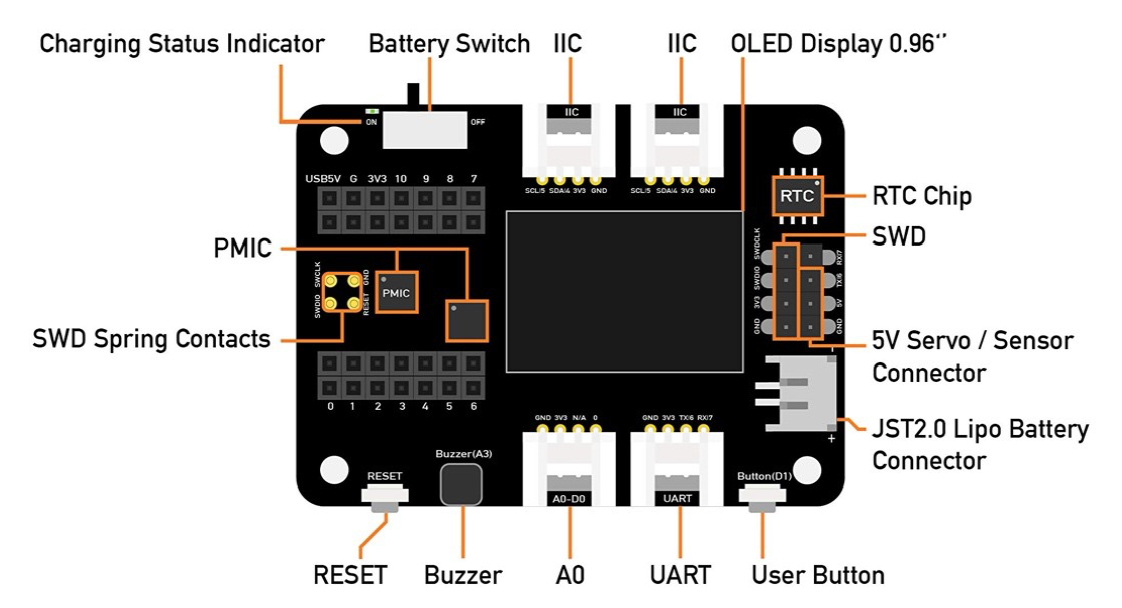 Charging Status Indicator
Battery Switch
IIC
IIC
OLED Display 0.96‘’
ON
OFF
IIC
IIC
USB5V G 3V3 10 9 8 7
SCL/5 SDA/4 3V3 GND
SCL/5 SDA/4 3V3 GND
RTC
RTC Chip
SWD
SWDCLK
RX/7
SWDIO
TX/6
3V3
5V
GND
GND
PMIC
PMIC
SWCLK
GND
SWDIO
RESET
SWD Spring Contacts
5V Servo / Sensor
Connector
-
+
JST2.0 Lipo Battery
Connector
0 1 2 3 4 5 6
GND 3V3 N/A 0
GND 3V3 TX/6 RX/7
RESET
Buzzer(A3)
A0-D0
UART
Button(D1)
RESET
Buzzer
A0
UART
User Button